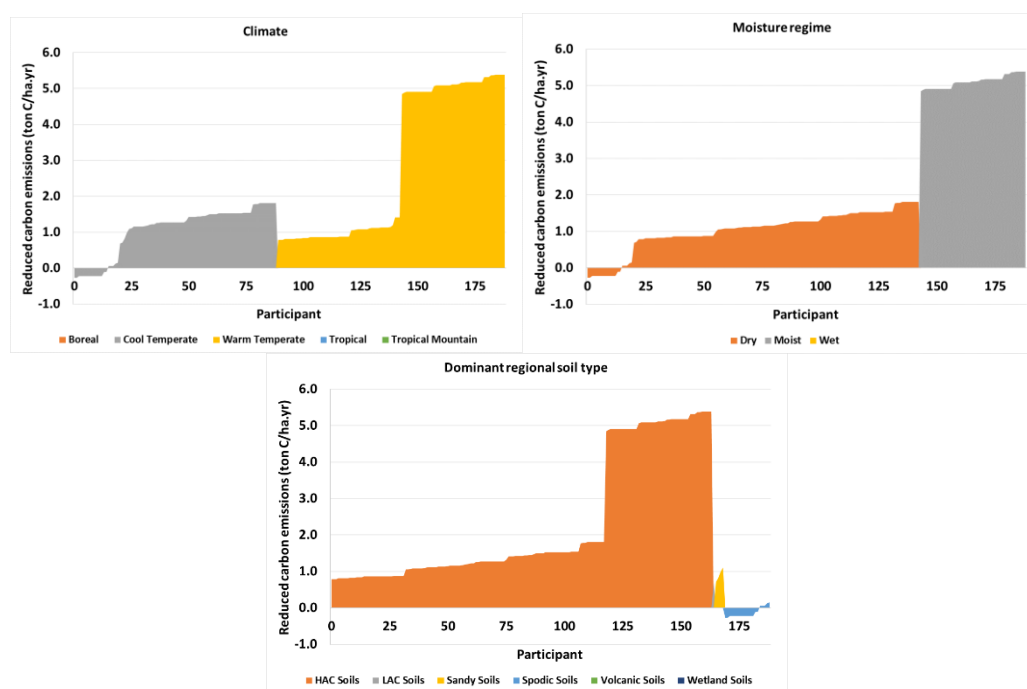 Climate
Reduced carbon emissions (ton C/ha.yr)
6.0
5.0
4.0
3.0
2.0
1.0
0.0
-1.0
0 25 50 75 100 125 150 175
Participant
Boreal Cool Temperate Warm Temperate Tropical Tropical Mountain
Moisture regime
Reduced carbon emissions (ton C/ha.yr)
6.0
5.0
4.0
3.0
2.0
1.0
0.0
-1.0
0 25 50 75 100 125 150 175
Participant
Dry Moist Wet
Dominant regional soil type
Reduced carbon emissions (ton C/ha.yr)
6.0
5.0
4.0
3.0
2.0
1.0
0.0
-1.0
0 25 50 75 100 125 150 175
Participant
HAC Soils LAC Soils Sandy Soils Spodic Soils Volcanic Soils Wetland Soils